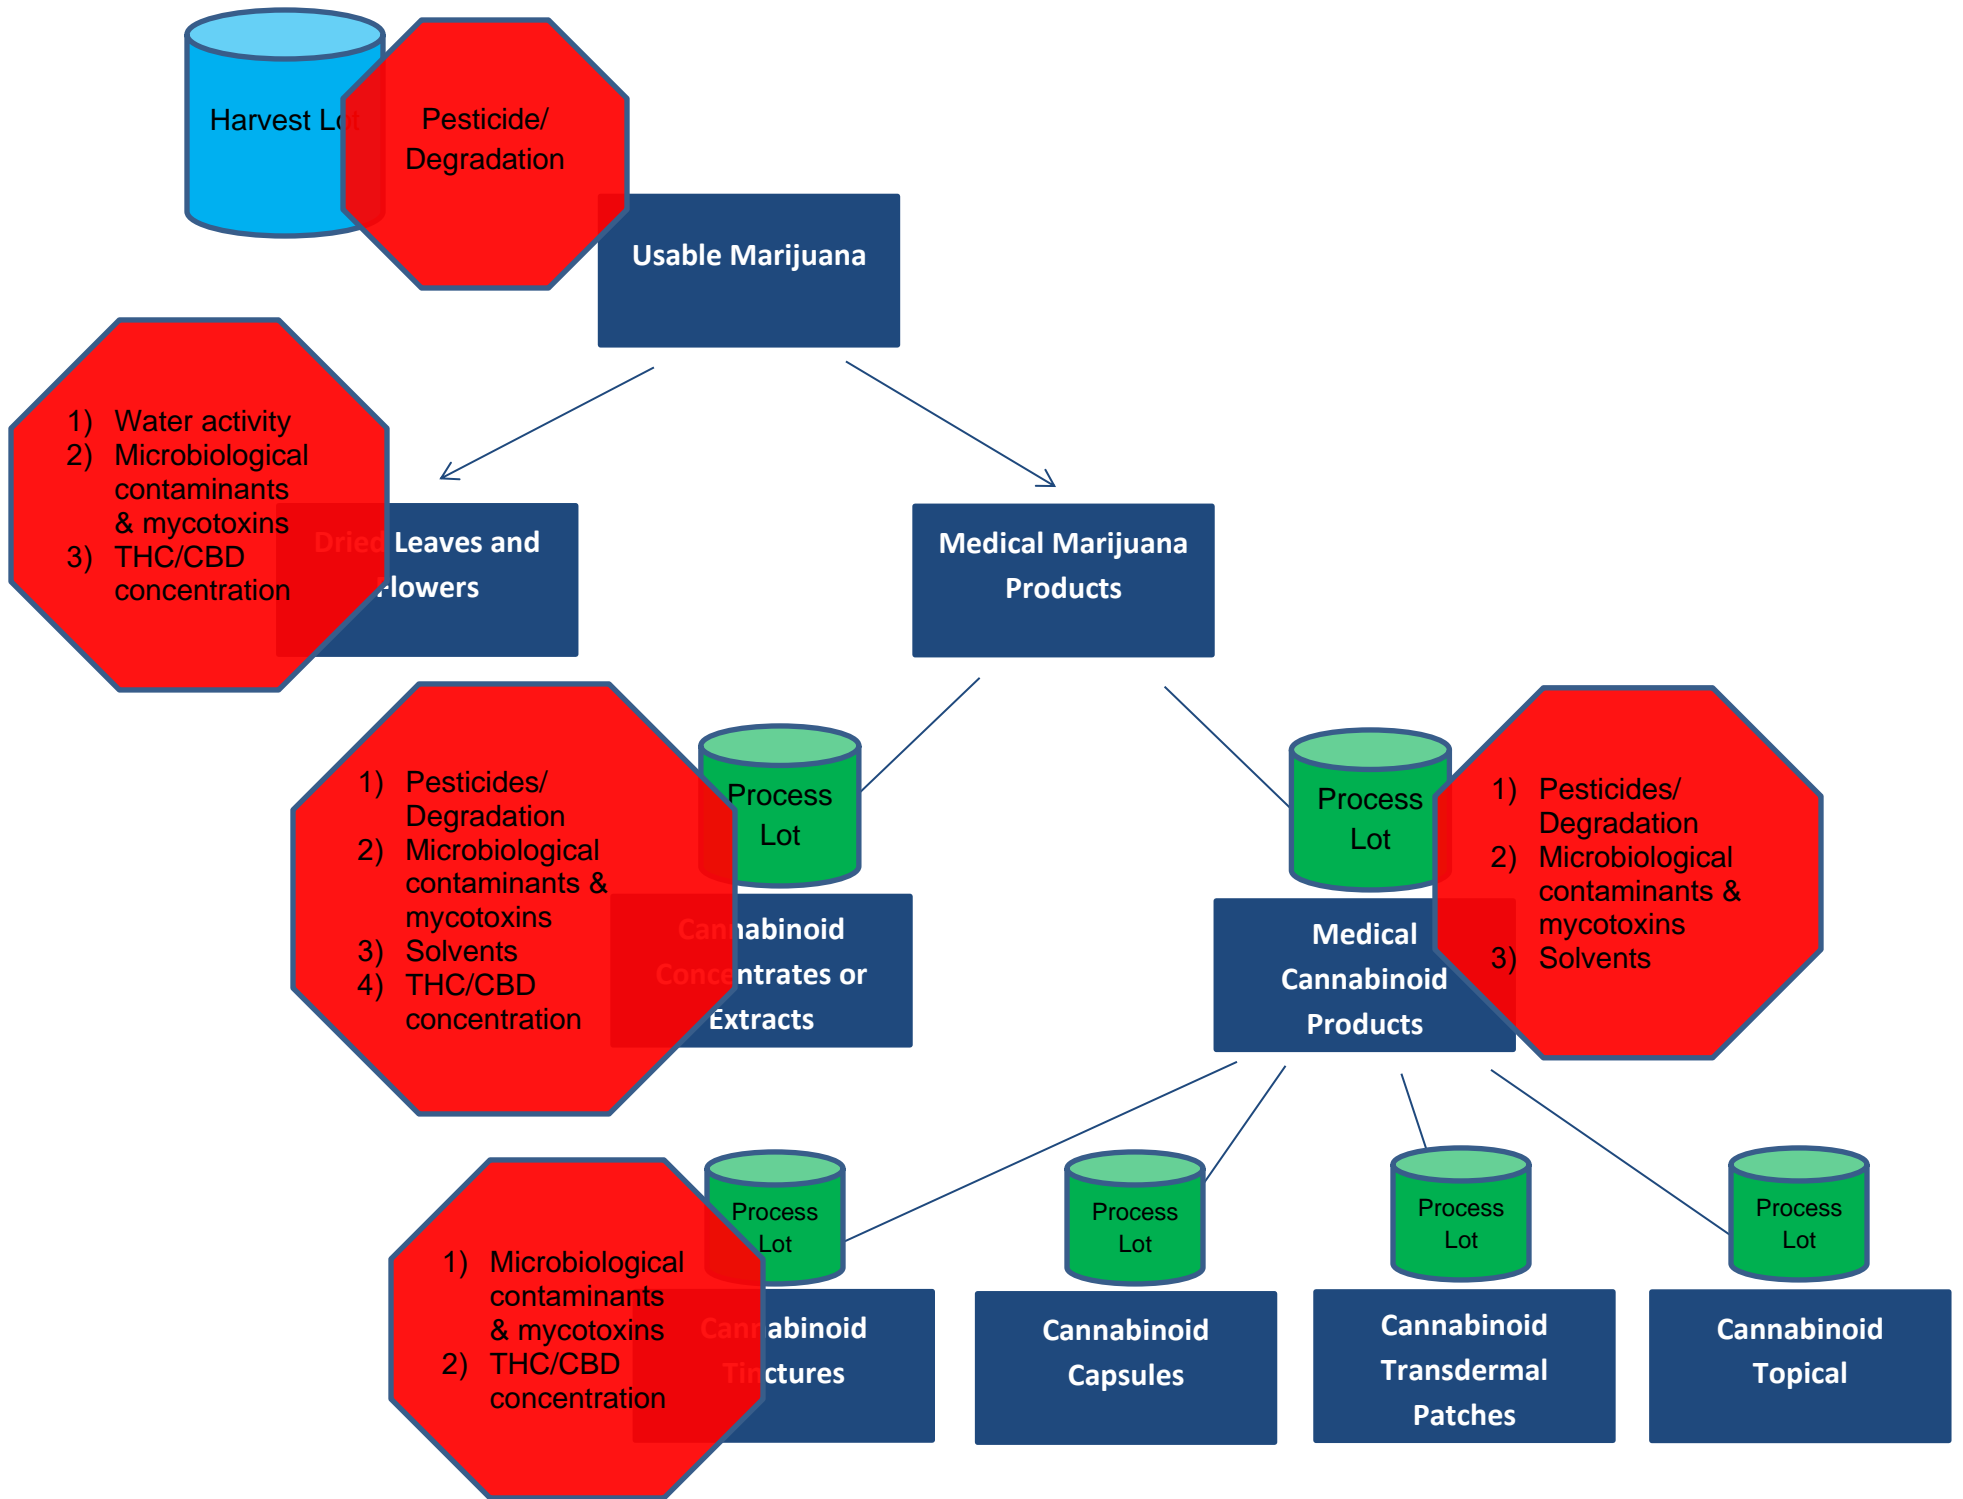 Harvest Lot
Pesticide/
Degradation
Usable Marijuana
1) Water activity
2) Microbiological
contaminants
& mycotoxins
3) THC/CBD
concentration
Dried Leaves and
Flowers
Medical Marijuana
Products
1) Pesticides/
Degradation
2) Microbiological
contaminants &
mycotoxins
3) Solvents
4) THC/CBD
concentration
Process
Lot
Cannabinoid
Concentrates or
Extracts
Process
Lot
Medical
Cannabinoid
Products
1) Pesticides/
Degradation
2) Microbiological
contaminants &
mycotoxins
3) Solvents
1) Microbiological
contaminants
& mycotoxins
2) THC/CBD
concentration
Process
Lot
Cannabinoid
Tinctures
Process
Lot
Cannabinoid
Capsules
Process
Lot
Cannabinoid
Transdermal
Patches
Process
Lot
Cannabinoid
Topical